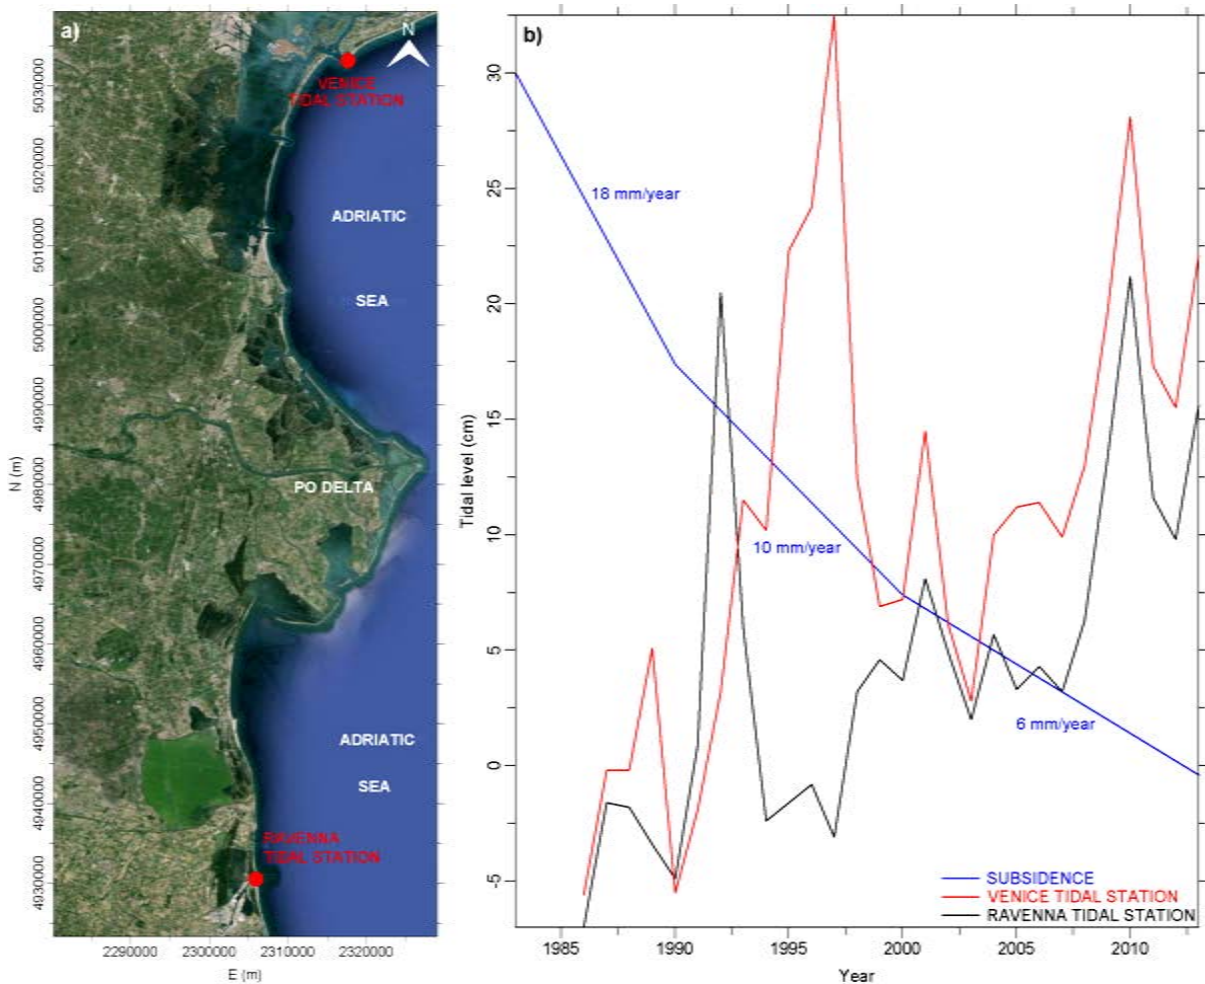 a)
N
VENICE
TIDAL STATION
ADRIATIC
SEA
PO DELTA
ADRIATIC
SEA
RAVENNA
TIDAL STATION
5030000
5020000
5010000
5000000
4990000
4980000
4970000
4960000
4950000
4940000
4930000
N (m)
2290000 2300000 2310000 2320000
E (m)
b)
30
25
20
15
10
5
0
-5
Tidal level (cm)
18 mm/year
10 mm/year
6 mm/year
SUBSIDENCE
VENICE TIDAL STATION
RAVENNA TIDAL STATION
1985 1990 1995 2000 2005 2010
Year